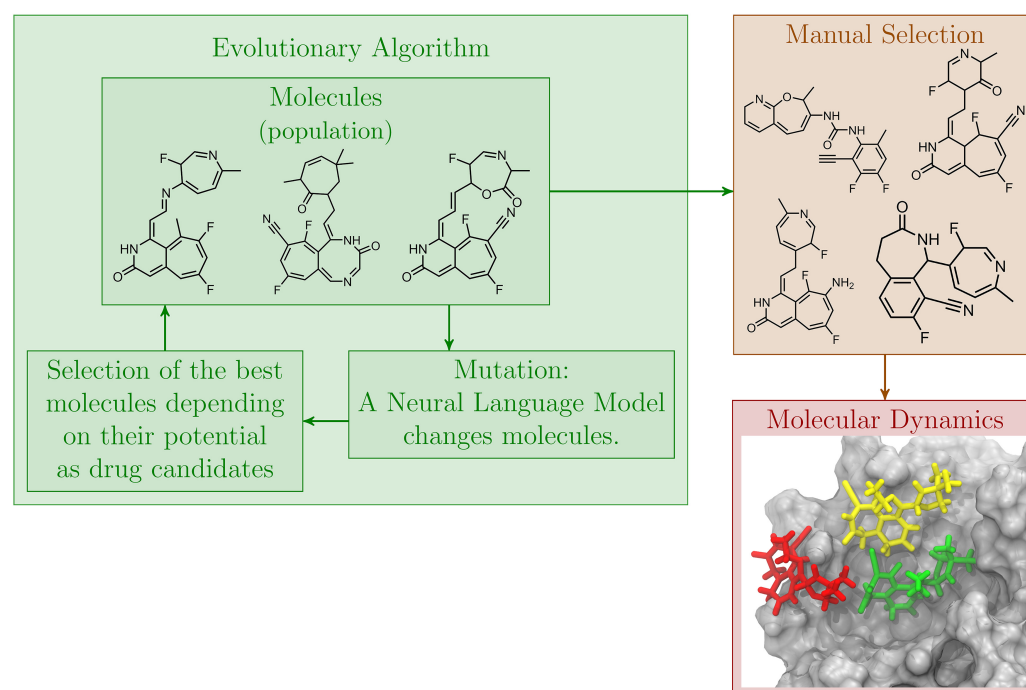 Evolutionary Algorithm
Molecules
(population)
F
N
N
HN
O
F
F
O
N
F
NH
O
F
N
F
N
O
O
N
F
HN
O
F
Selection of the best
molecules depending
on their potential
as drug candidates
Mutation:
A Neural Language Model
changes molecules.
Manual Selection
N
O
NH
O
NH
F
F
N
F
O
F
N
HN
O
F
N
F
F
NH₂
HN
O
F
O
NH
F
N
N
F
Molecular Dynamics